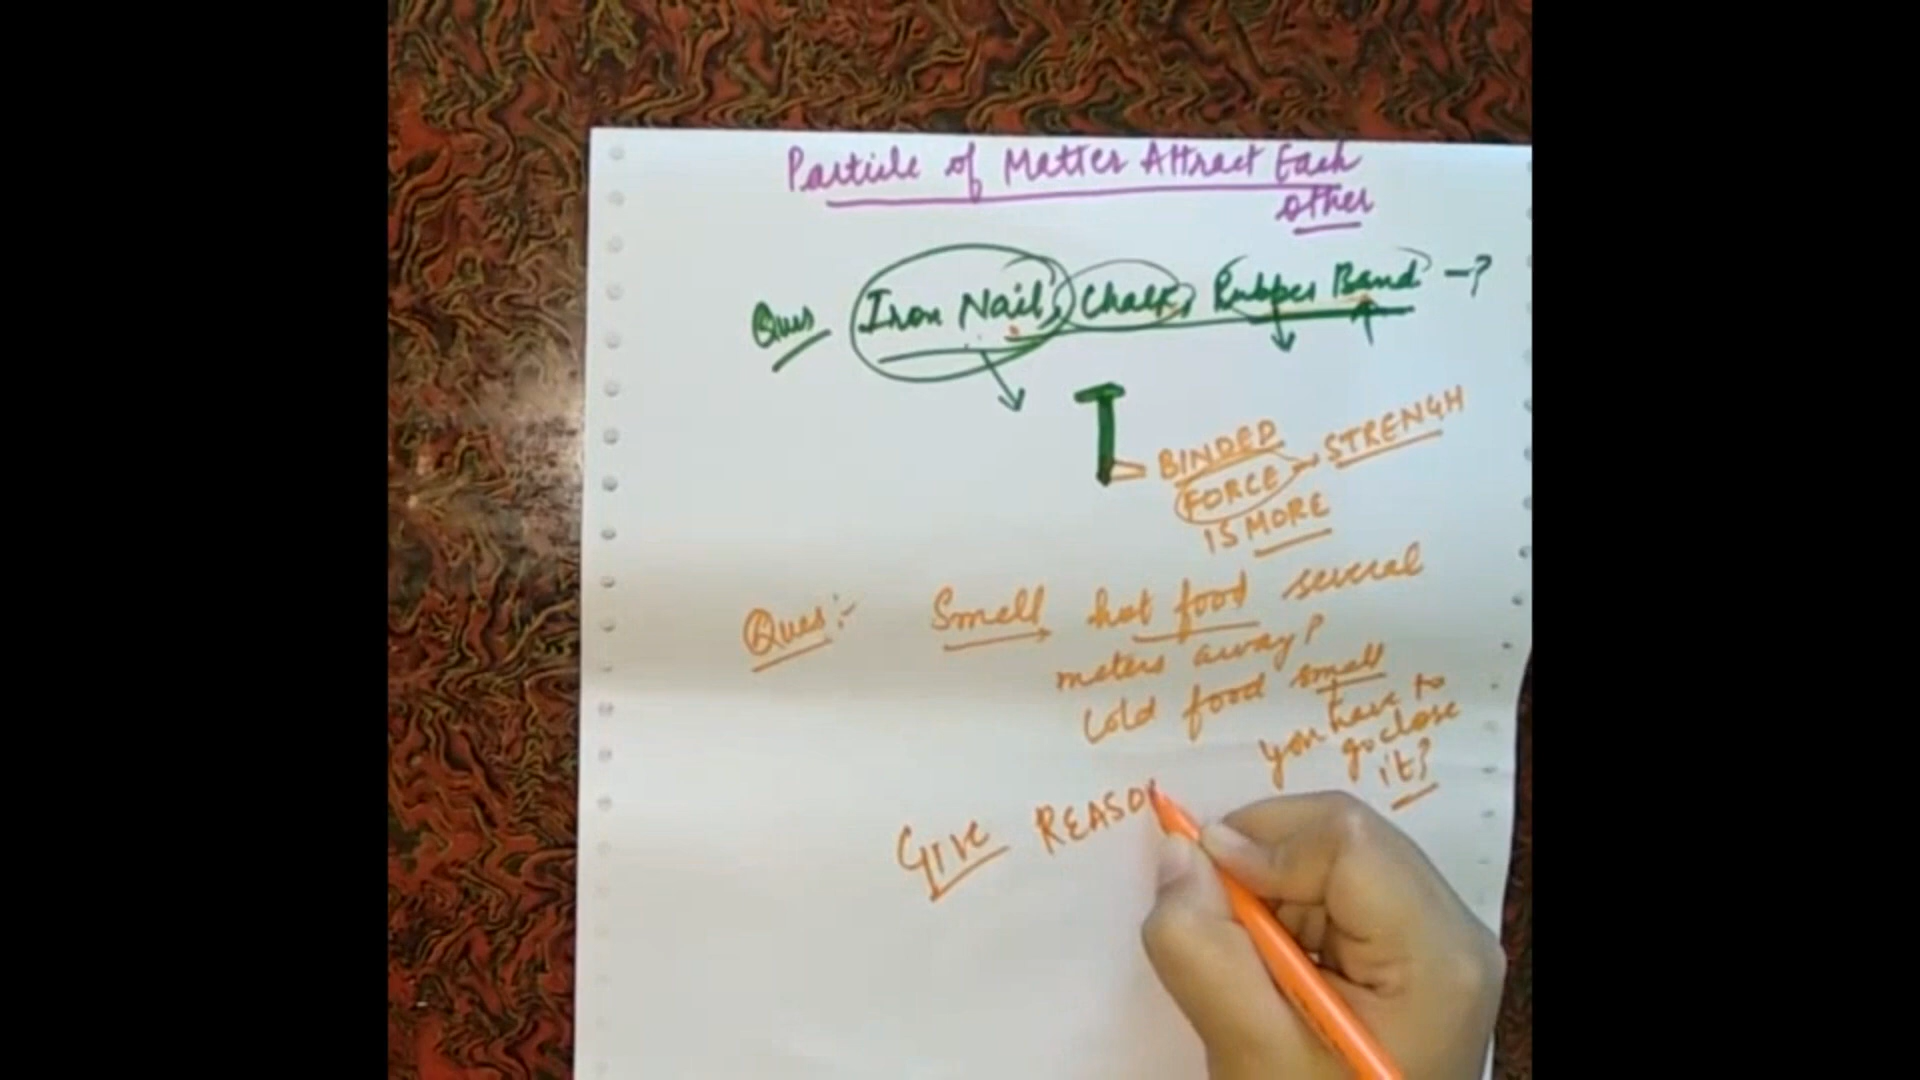 Particle of Matter Attract Each
other
Ques Iron Nail, Chalk, Rubber Band -?
BINDED
FORCE - STRENGH
IS MORE
Ques:- Smell hot food several
meters away?
Cold food smell
you have to
go close
it?
Give REASO